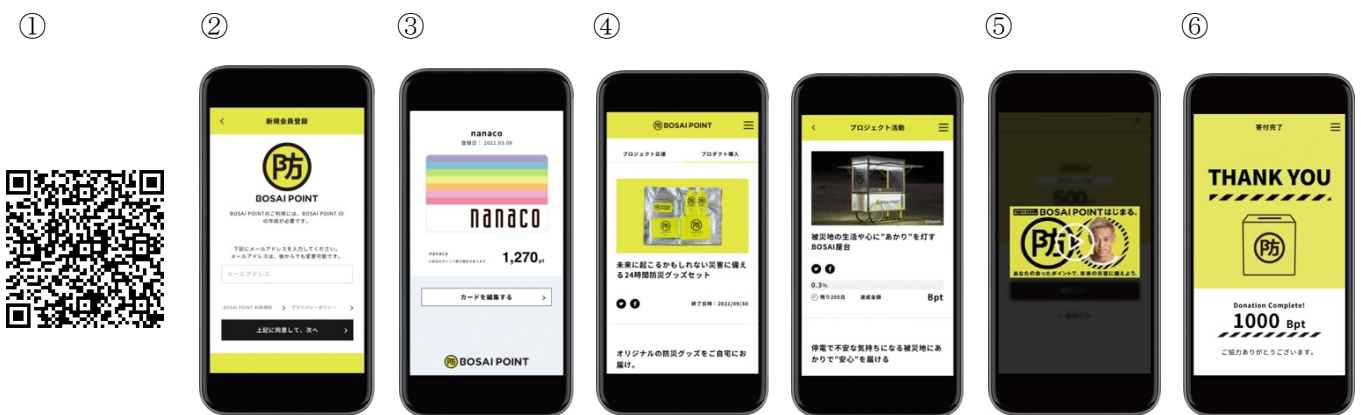 ①
②
③
④
⑤
⑥
新規会員登録
防
BOSAI POINT
BOSAI POINTのご利用には、BOSAI POINT ID
の作成が必要です。
下記にメールアドレスを入力してください。
メールアドレスは、後からでも変更可能です。
メールアドレス
BOSAI POINT 利用規約
プライバシーポリシー
上記に同意して、次へ
nanaco
登録日： 2021.03.09
nanaco
nanaco
1,270pt
カードを編集する
防 BOSAI POINT
防 BOSAI POINT
プロジェクト応援
プロダクト購入
未来に起こるかもしれない災害に備え
る24時間防災グッズセット
終了日時：2021/09/30
オリジナルの防災グッズをご自宅にお
届け。
プロジェクト活動
被災地の生活や心に"あかり"を灯す
BOSAI屋台
0.3%
残り205日
達成金額
Bpt
停電で不安な気持ちになる被災地にあ
かりで"安心"を届ける
500
BOSAI POINTはじまる。
防
あなたの余ったポイントで、未来の災害に備えよう。
寄付完了
THANK YOU
防
Donation Complete!
1000 Bpt
ご協力ありがとうございます。